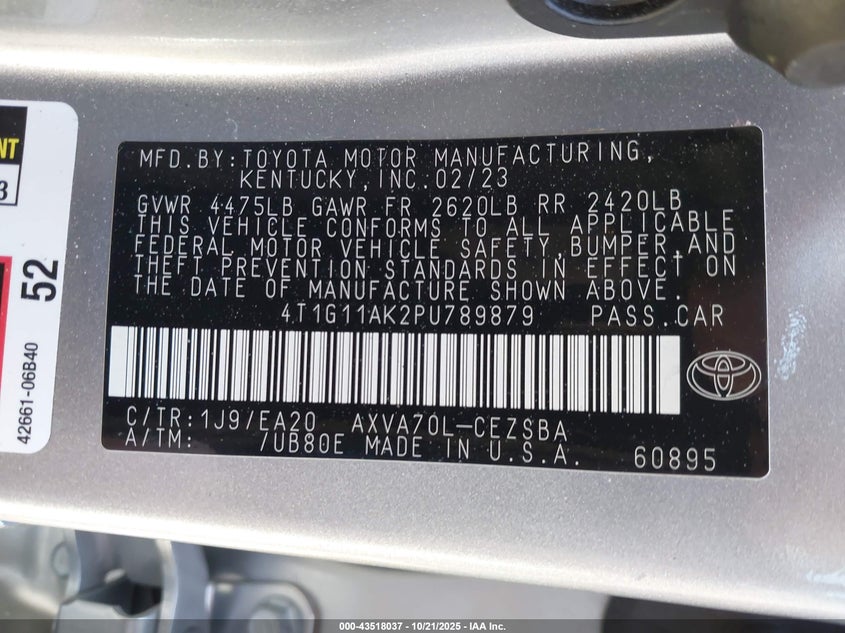 NT
3
52
42661-06B40
MFD.BY:TOYOTA MOTOR MANUFACTURING,
KENTUCKY,INC.02/23
GVWR 4475LB GAWR FR 2620LB RR 2420LB
THIS VEHICLE CONFORMS TO ALL APPLICABLE
FEDERAL MOTOR VEHICLE SAFETY,BUMPER,AND
THEFT PREVENTION STANDARDS IN EFFECT ON
THE DATE OF MANUFACTURE SHOWN ABOVE.
4T1G11AK2PU789879 PASS.CAR
C/TR:1J9/EA20 AXVA70L-CEZSBA
A/TM: /UB80E MADE IN U.S.A. 60895
000-43518037 - 10/21/2025 - IAA Inc.